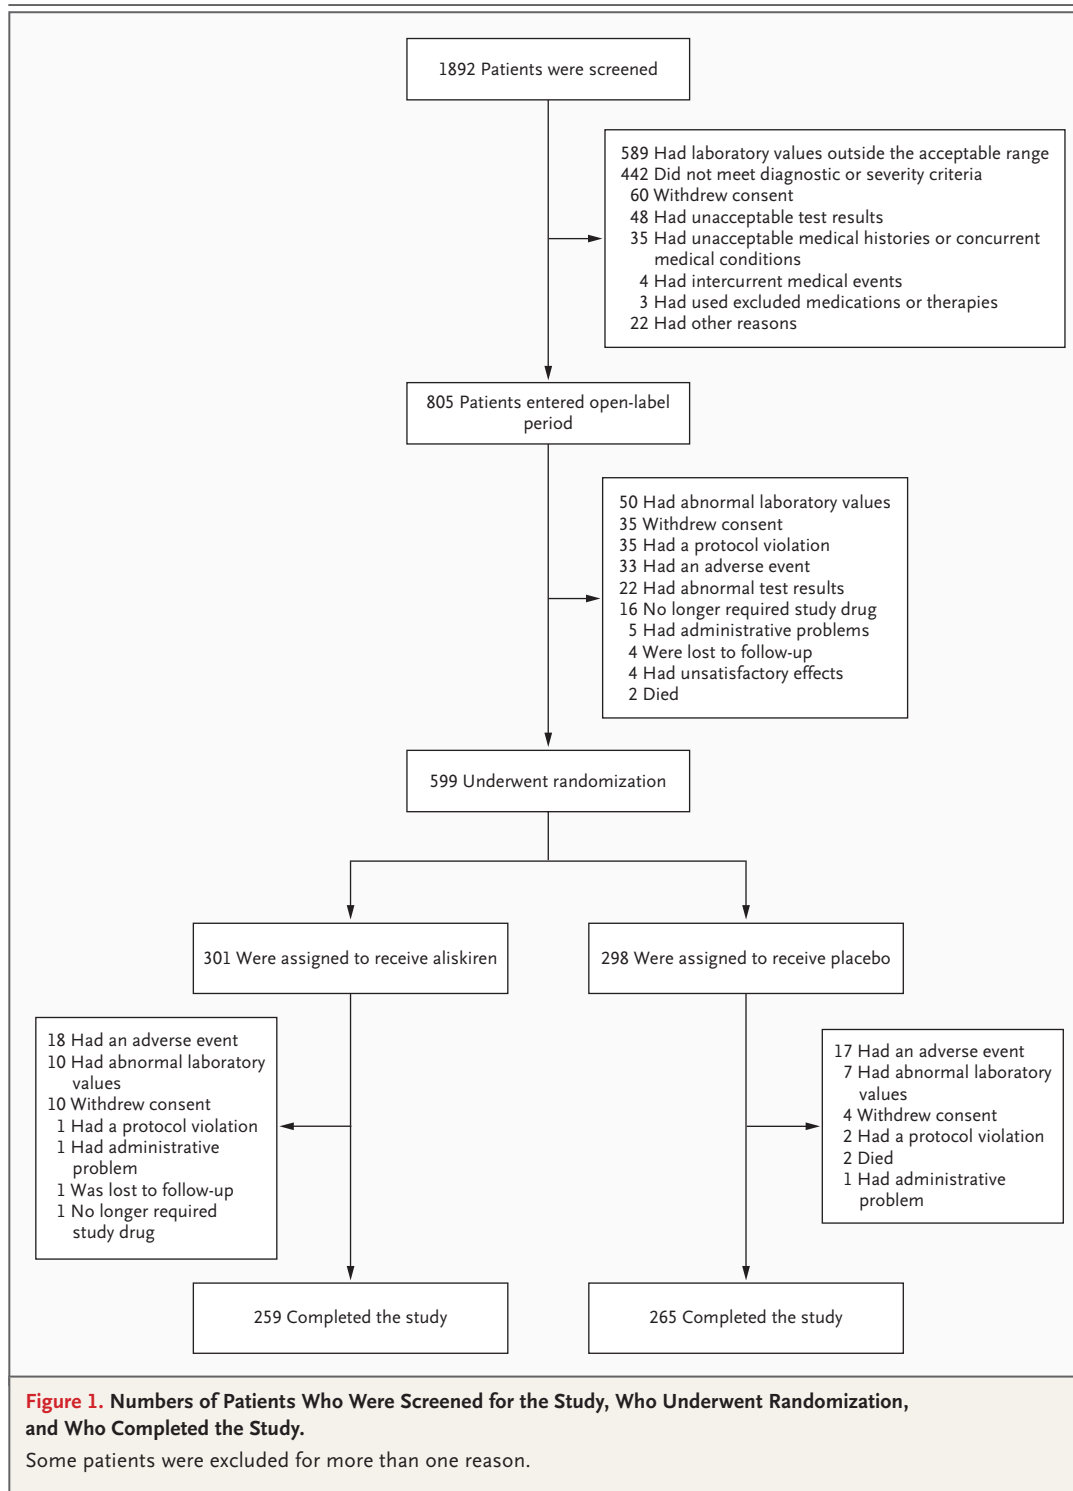 1892 Patients were screened
589 Had laboratory values outside the acceptable range
442 Did not meet diagnostic or severity criteria
60 Withdrew consent
48 Had unacceptable test results
35 Had unacceptable medical histories or concurrent
medical conditions
4 Had intercurrent medical events
3 Had used excluded medications or therapies
22 Had other reasons
805 Patients entered open-label
period
50 Had abnormal laboratory values
35 Withdrew consent
35 Had a protocol violation
33 Had an adverse event
22 Had abnormal test results
16 No longer required study drug
5 Had administrative problems
4 Were lost to follow-up
4 Had unsatisfactory effects
2 Died
599 Underwent randomization
301 Were assigned to receive aliskiren
298 Were assigned to receive placebo
18 Had an adverse event
10 Had abnormal laboratory
values
10 Withdrew consent
1 Had a protocol violation
1 Had administrative
problem
1 Was lost to follow-up
1 No longer required
study drug
17 Had an adverse event
7 Had abnormal laboratory
values
4 Withdrew consent
2 Had a protocol violation
2 Died
1 Had administrative
problem
259 Completed the study
265 Completed the study
Figure 1. Numbers of Patients Who Were Screened for the Study, Who Underwent Randomization,
and Who Completed the Study.
Some patients were excluded for more than one reason.